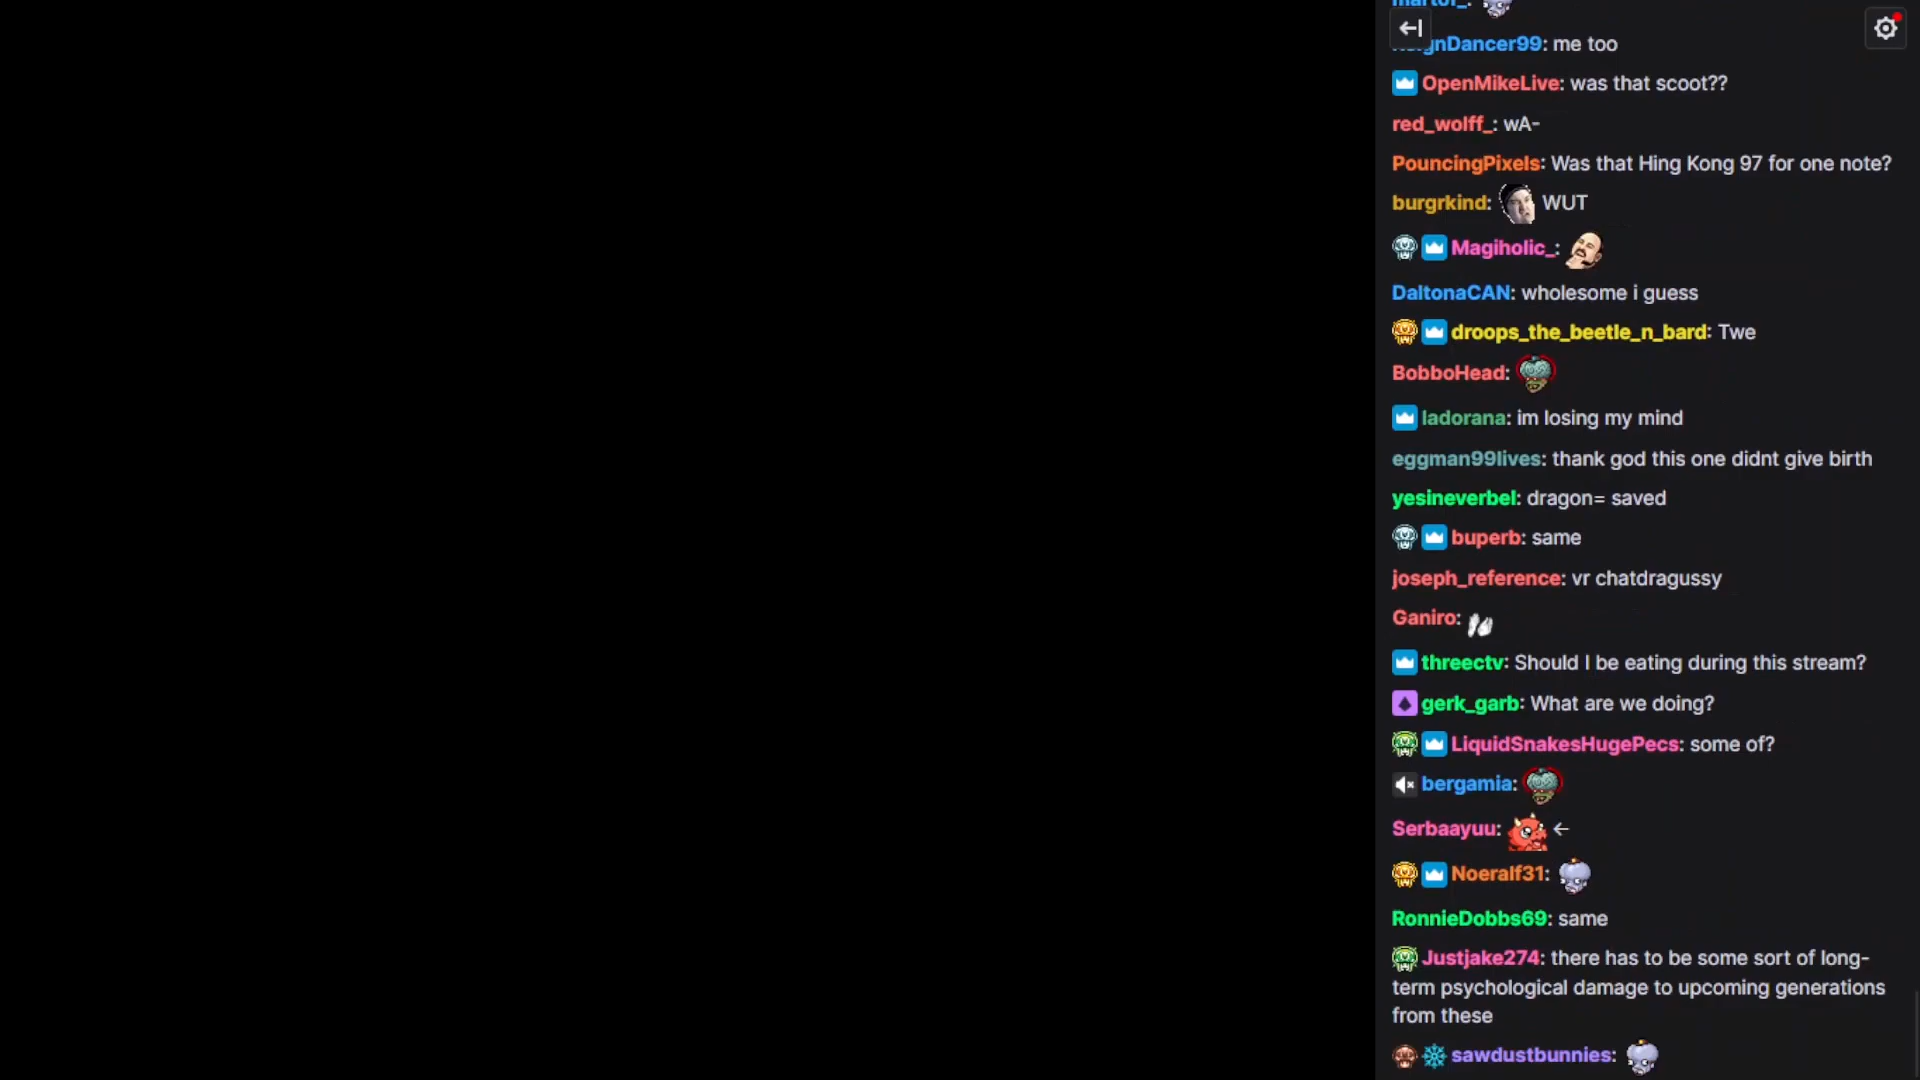 martor_:
gnDancer99: me too
OpenMikeLive: was that scoot??
red_wolff_: wA-
PouncingPixels: Was that Hing Kong 97 for one note?
burgrkind: WUT
Magiholic_:
DaltonaCAN: wholesome i guess
droops_the_beetle_n_bard: Twe
BobboHead:
ladorana: im losing my mind
eggman99lives: thank god this one didnt give birth
yesineverbel: dragon= saved
buperb: same
joseph_reference: vr chatdragussy
Ganiro:
threectv: Should I be eating during this stream?
gerk_garb: What are we doing?
LiquidSnakesHugePecs: some of?
bergamia:
Serbaayuu: ←
Noeralf31:
RonnieDobbs69: same
Justjake274: there has to be some sort of long-
term psychological damage to upcoming generations
from these
sawdustbunnies: